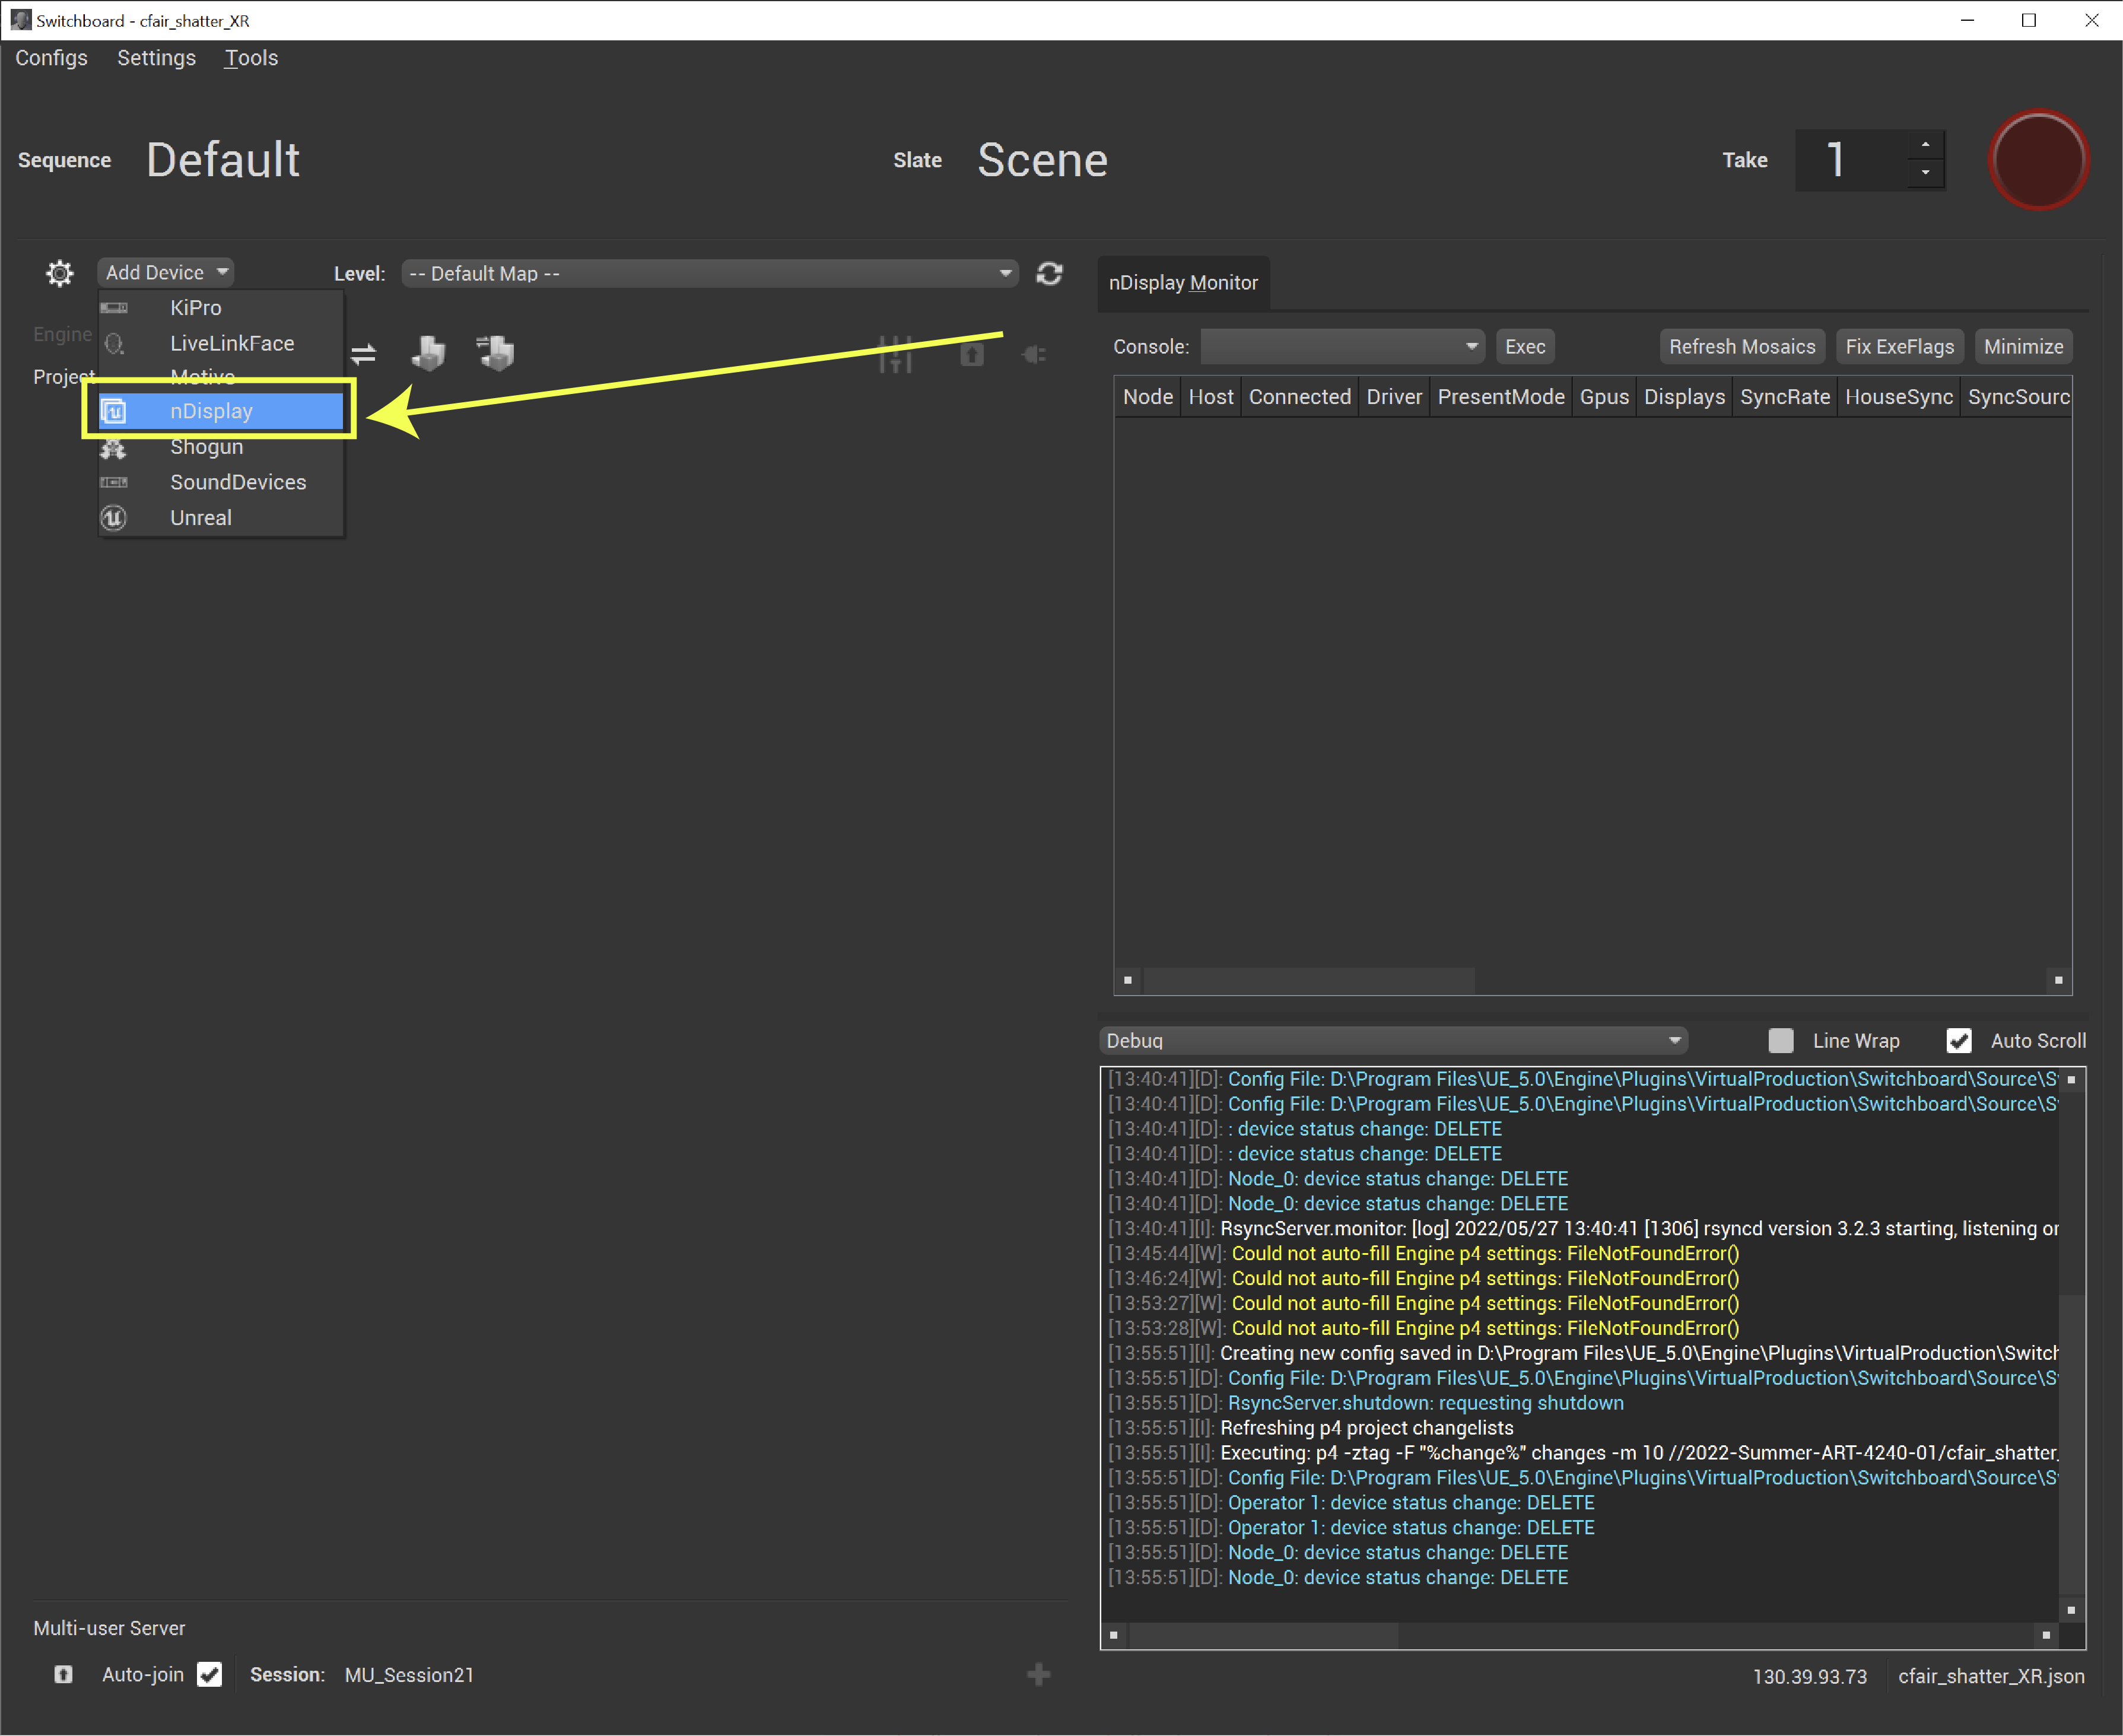 Switchboard - cfair_shatter_XR
Configs Settings Tools
Sequence Default Slate Scene Take 1
Add Device Level: -- Default Map --
KiPro
Engine
LiveLinkFace
Project
Motive
nDisplay
Shogun
SoundDevices
Unreal
nDisplay Monitor
Console: Exec Refresh Mosaics Fix ExeFlags Minimize
Node Host Connected Driver PresentMode Gpus Displays SyncRate HouseSync SyncSourc
Debug Line Wrap Auto Scroll
[13:40:41][D]: Config File: D:\Program Files\UE_5.0\Engine\Plugins\VirtualProduction\Switchboard\Source\S
[13:40:41][D]: Config File: D:\Program Files\UE_5.0\Engine\Plugins\VirtualProduction\Switchboard\Source\S
[13:40:41][D]: : device status change: DELETE
[13:40:41][D]: : device status change: DELETE
[13:40:41][D]: Node_0: device status change: DELETE
[13:40:41][D]: Node_0: device status change: DELETE
[13:40:41][I]: RsyncServer.monitor: [log] 2022/05/27 13:40:41 [1306] rsyncd version 3.2.3 starting, listening or
[13:45:44][W]: Could not auto-fill Engine p4 settings: FileNotFoundError()
[13:46:24][W]: Could not auto-fill Engine p4 settings: FileNotFoundError()
[13:53:27][W]: Could not auto-fill Engine p4 settings: FileNotFoundError()
[13:53:28][W]: Could not auto-fill Engine p4 settings: FileNotFoundError()
[13:55:51][I]: Creating new config saved in D:\Program Files\UE_5.0\Engine\Plugins\VirtualProduction\Switch
[13:55:51][D]: Config File: D:\Program Files\UE_5.0\Engine\Plugins\VirtualProduction\Switchboard\Source\S
[13:55:51][D]: RsyncServer.shutdown: requesting shutdown
[13:55:51][I]: Refreshing p4 project changelists
[13:55:51][I]: Executing: p4 -ztag -F "%change%" changes -m 10 //2022-Summer-ART-4240-01/cfair_shatter_
[13:55:51][D]: Config File: D:\Program Files\UE_5.0\Engine\Plugins\VirtualProduction\Switchboard\Source\S
[13:55:51][D]: Operator 1: device status change: DELETE
[13:55:51][D]: Operator 1: device status change: DELETE
[13:55:51][D]: Node_0: device status change: DELETE
[13:55:51][D]: Node_0: device status change: DELETE
Multi-user Server
Auto-join Session: MU_Session21
130.39.93.73 cfair_shatter_XR.json